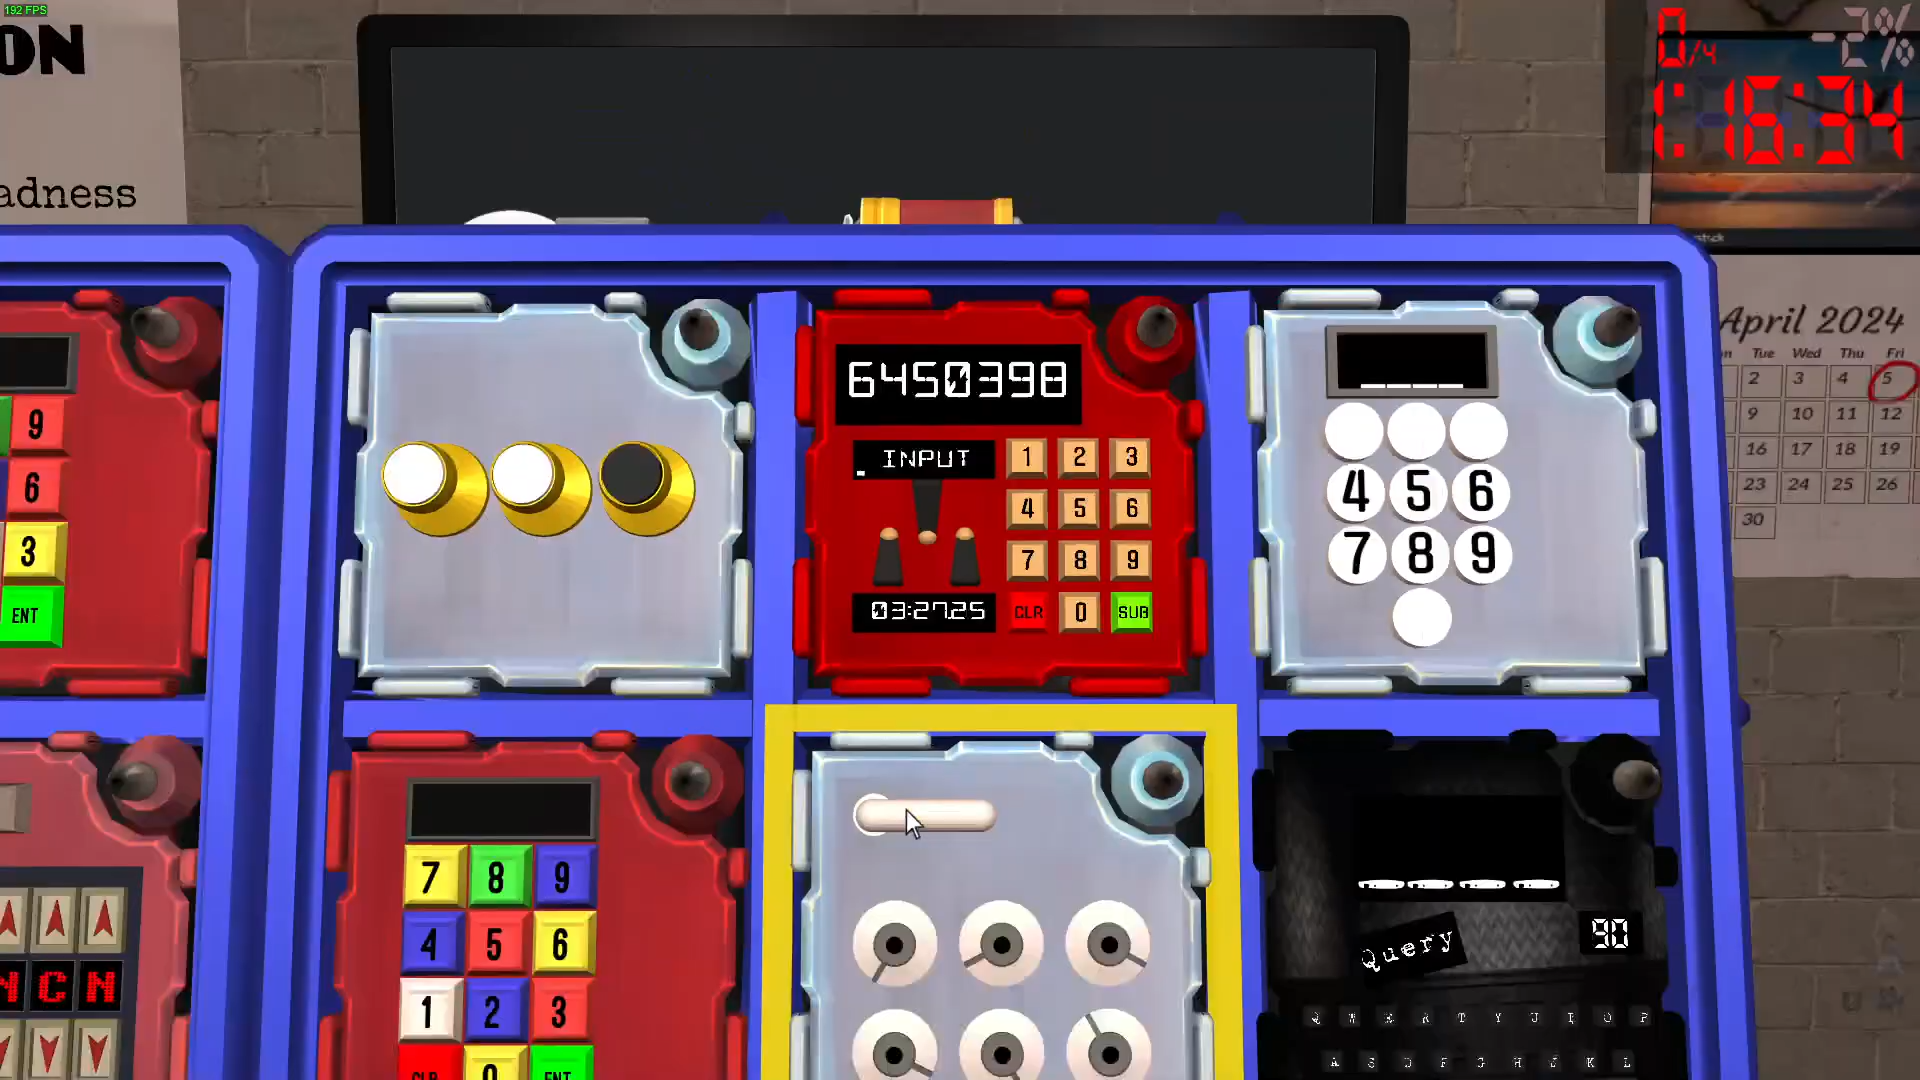 192 FPS
ON
adness
0/4
-2%
1:16:34
April 2024
Tue Wed Thu Fri
2 3 4 5
9 10 11 12
16 17 18 19
23 24 25 26
30
9
6
3
ENT
6450398
INPUT
1 2 3
4 5 6
7 8 9
CLR 0 SUB
03:27.25
4 5 6
7 8 9
N C N
7 8 9
4 5 6
1 2 3
CLR 0 ENT
90
Query
Q W E R T Y U I O P
A S D F G H J K L